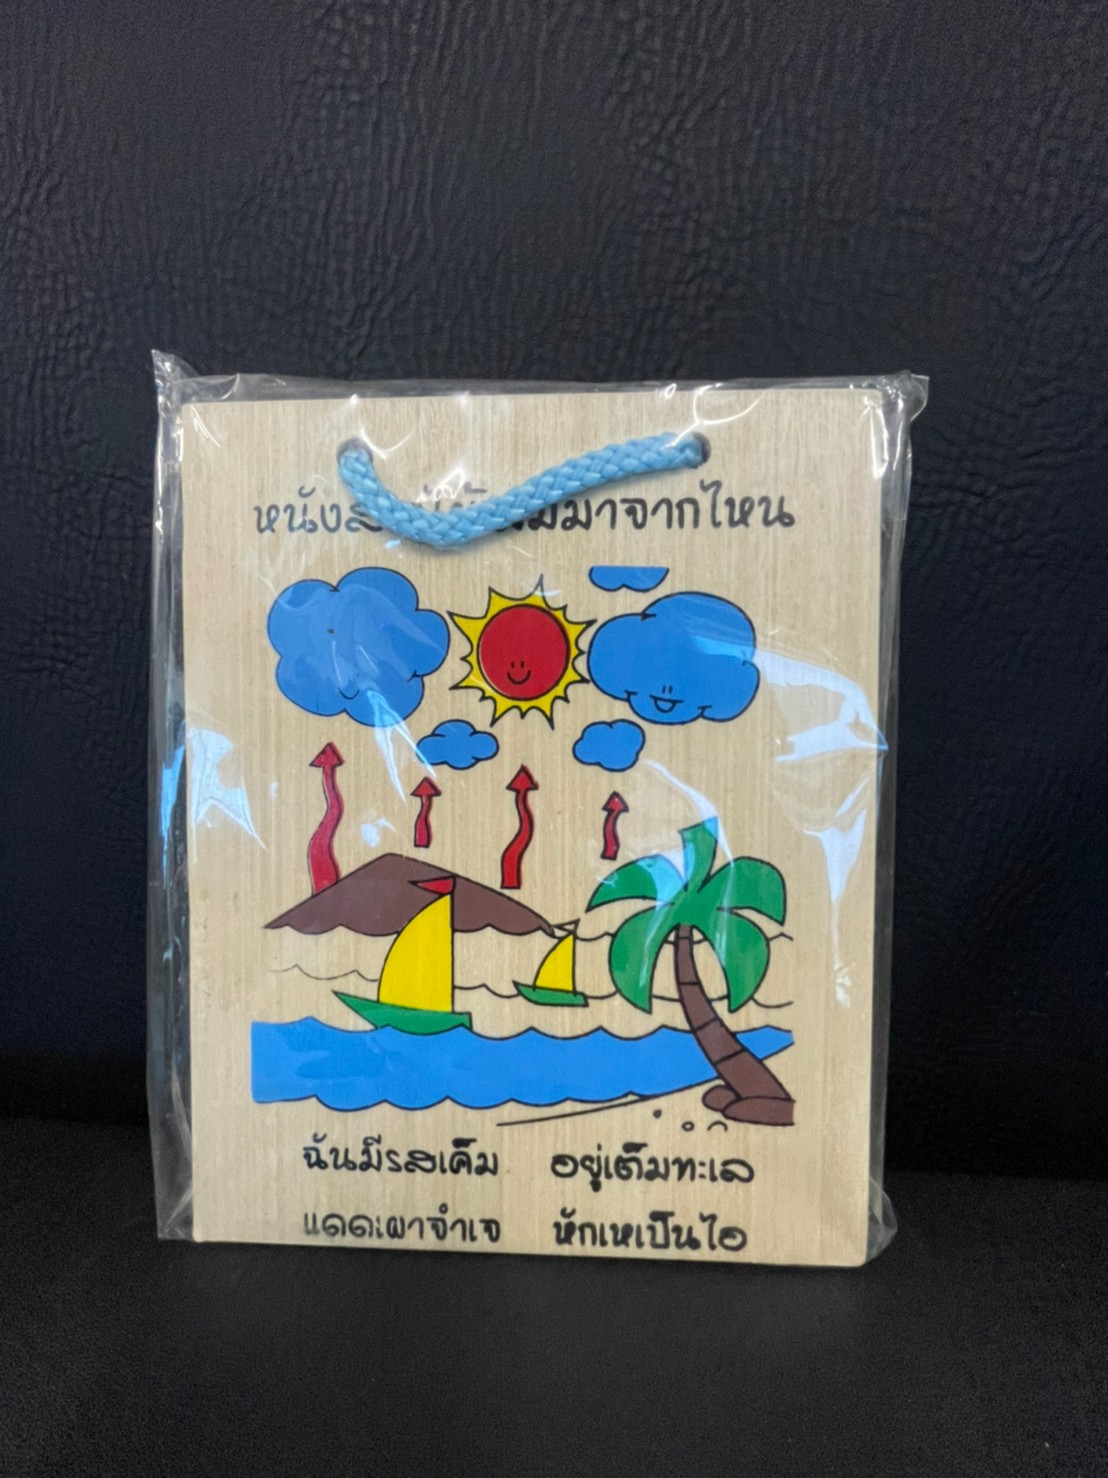 มาจากไหน
ฉันมีรสเค็ม อยู่เต็มทะเล
แดดเผาจำเจ หักเหเป็นไอ